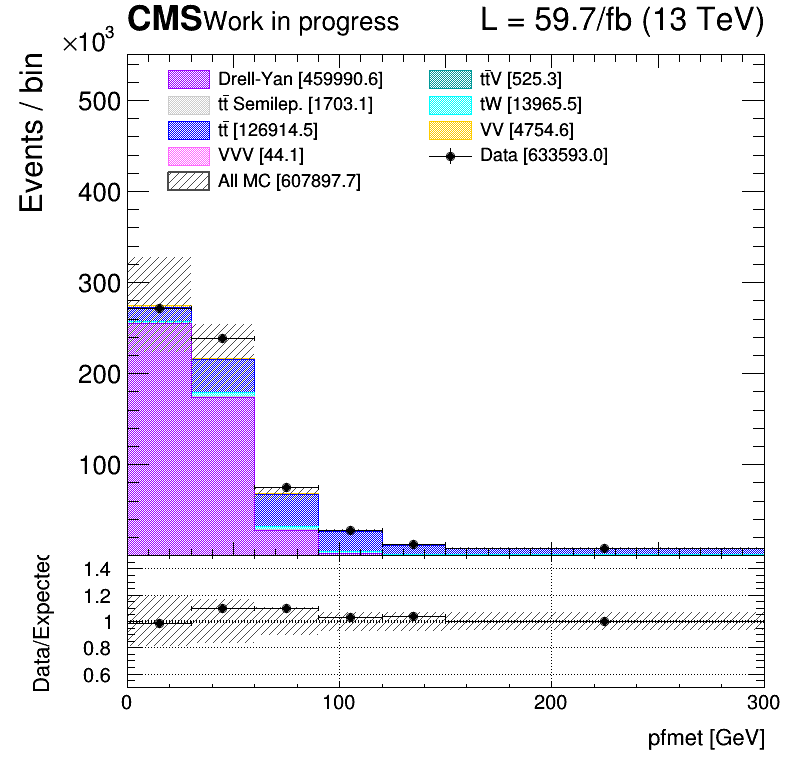 CMS Work in progress L = 59.7/fb (13 TeV)
×10³
Events / bin
Drell-Yan [459990.6]
tt̄ Semilep. [1703.1]
tt̄ [126914.5]
VVV [44.1]
All MC [607897.7]
tt̄V [525.3]
tW [13965.5]
VV [4754.6]
Data [633593.0]
500
400
300
200
100
Data/Expected
1.4
1.2
1
0.8
0.6
0 100 200 300
pfmet [GeV]